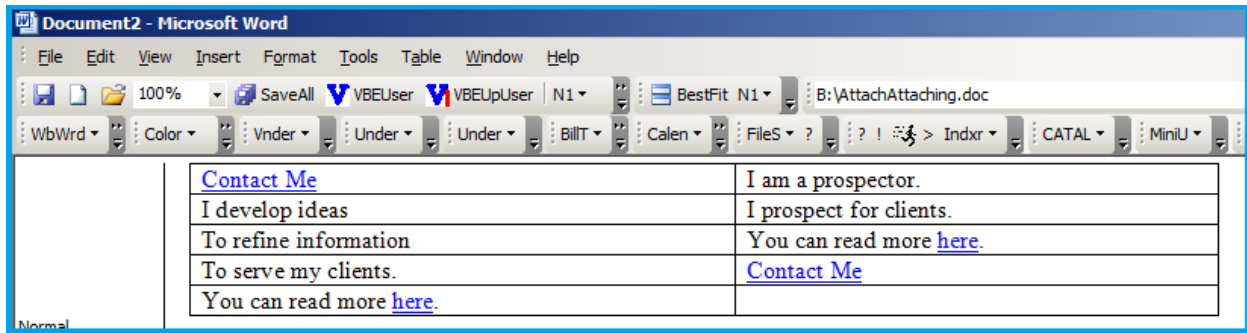 Document2 - Microsoft Word
File Edit View Insert Format Tools Table Window Help
100% SaveAll VBEUser VBEUpUser N1 BestFit N1 B:\AttachAttaching.doc
WbWrd Color Vnder Under Under BillT Calen FileS ? ? ! > Indxr CATAL MiniU
Contact Me I am a prospector.
I develop ideas I prospect for clients.
To refine information You can read more here.
To serve my clients. Contact Me
You can read more here.
Normal